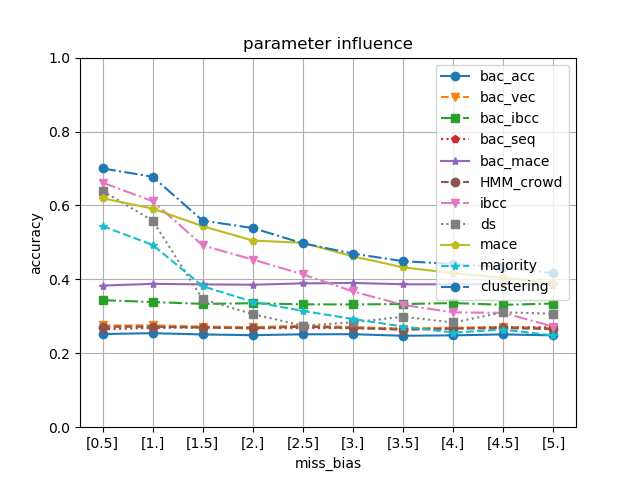 parameter influence
1.0
0.8
0.6
0.4
0.2
0.0
accuracy
bac_acc
bac_vec
bac_ibcc
bac_seq
bac_mace
HMM_crowd
ibcc
ds
mace
majority
clustering
[0.5] [1.] [1.5] [2.] [2.5] [3.] [3.5] [4.] [4.5] [5.]
miss_bias